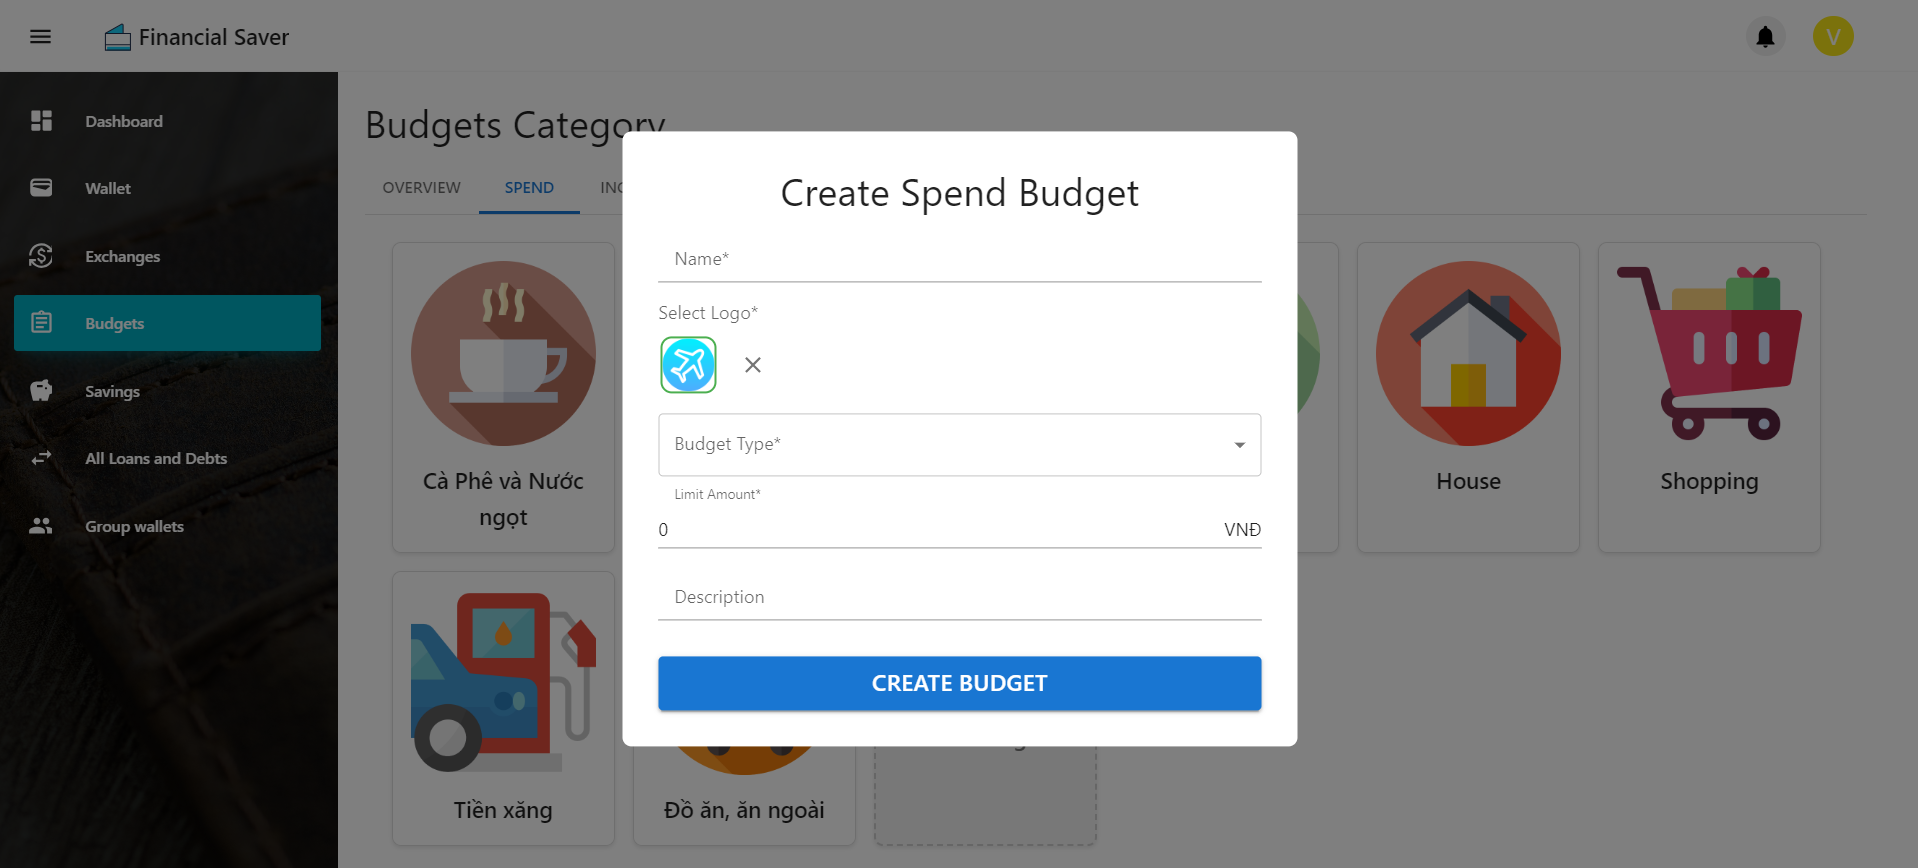 Financial Saver
V
Dashboard
Wallet
Exchanges
Budgets
Savings
All Loans and Debts
Group wallets
Budgets Category
OVERVIEW
SPEND
Create Spend Budget
Name*
Select Logo*
Budget Type*
Limit Amount*
0 VNĐ
Description
CREATE BUDGET
Cà Phê và Nước
ngọt
House
Shopping
Tiền xăng
Đồ ăn, ăn ngoài